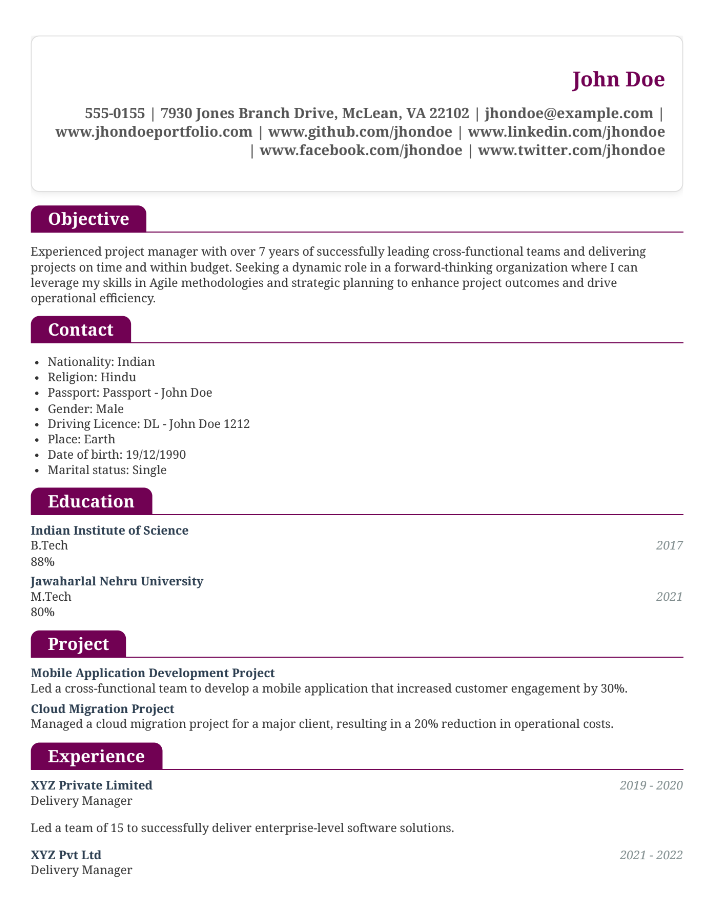 John Doe
555-0155 | 7930 Jones Branch Drive, McLean, VA 22102 | jhondoe@example.com |
www.jhondoeportfolio.com | www.github.com/jhondoe | www.linkedin.com/jhondoe
| www.facebook.com/jhondoe | www.twitter.com/jhondoe
Objective
Experienced project manager with over 7 years of successfully leading cross-functional teams and delivering
projects on time and within budget. Seeking a dynamic role in a forward-thinking organization where I can
leverage my skills in Agile methodologies and strategic planning to enhance project outcomes and drive
operational efficiency.
Contact
• Nationality: Indian
• Religion: Hindu
• Passport: Passport - John Doe
• Gender: Male
• Driving Licence: DL - John Doe 1212
• Place: Earth
• Date of birth: 19/12/1990
• Marital status: Single
Education
Indian Institute of Science
B.Tech 2017
88%
Jawaharlal Nehru University
M.Tech 2021
80%
Project
Mobile Application Development Project
Led a cross-functional team to develop a mobile application that increased customer engagement by 30%.
Cloud Migration Project
Managed a cloud migration project for a major client, resulting in a 20% reduction in operational costs.
Experience
XYZ Private Limited 2019 - 2020
Delivery Manager
Led a team of 15 to successfully deliver enterprise-level software solutions.
XYZ Pvt Ltd 2021 - 2022
Delivery Manager